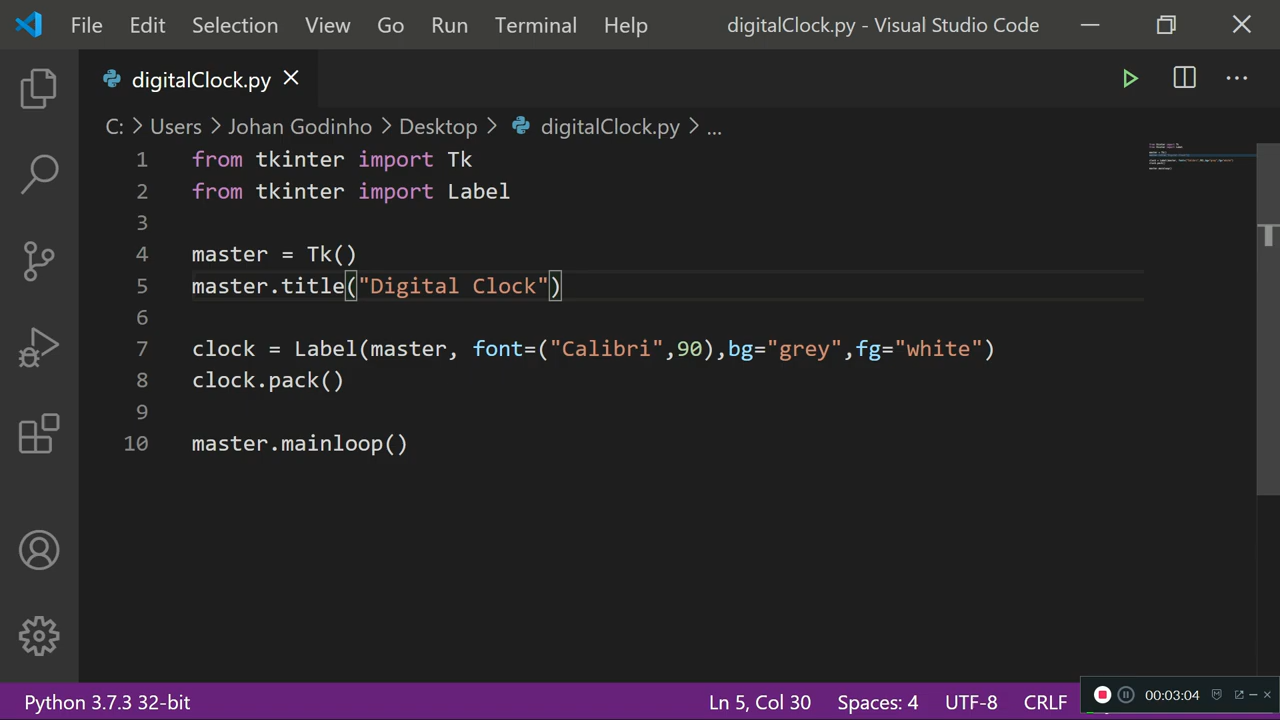 File Edit Selection View Go Run Terminal Help digitalClock.py - Visual Studio Code
digitalClock.py
C: > Users > Johan Godinho > Desktop > digitalClock.py > ...
1 from tkinter import Tk
2 from tkinter import Label
3
4 master = Tk()
5 master.title("Digital Clock")
6
7 clock = Label(master, font=("Calibri",90),bg="grey",fg="white")
8 clock.pack()
9
10 master.mainloop()
Python 3.7.3 32-bit Ln 5, Col 30 Spaces: 4 UTF-8 CRLF 00:03:04